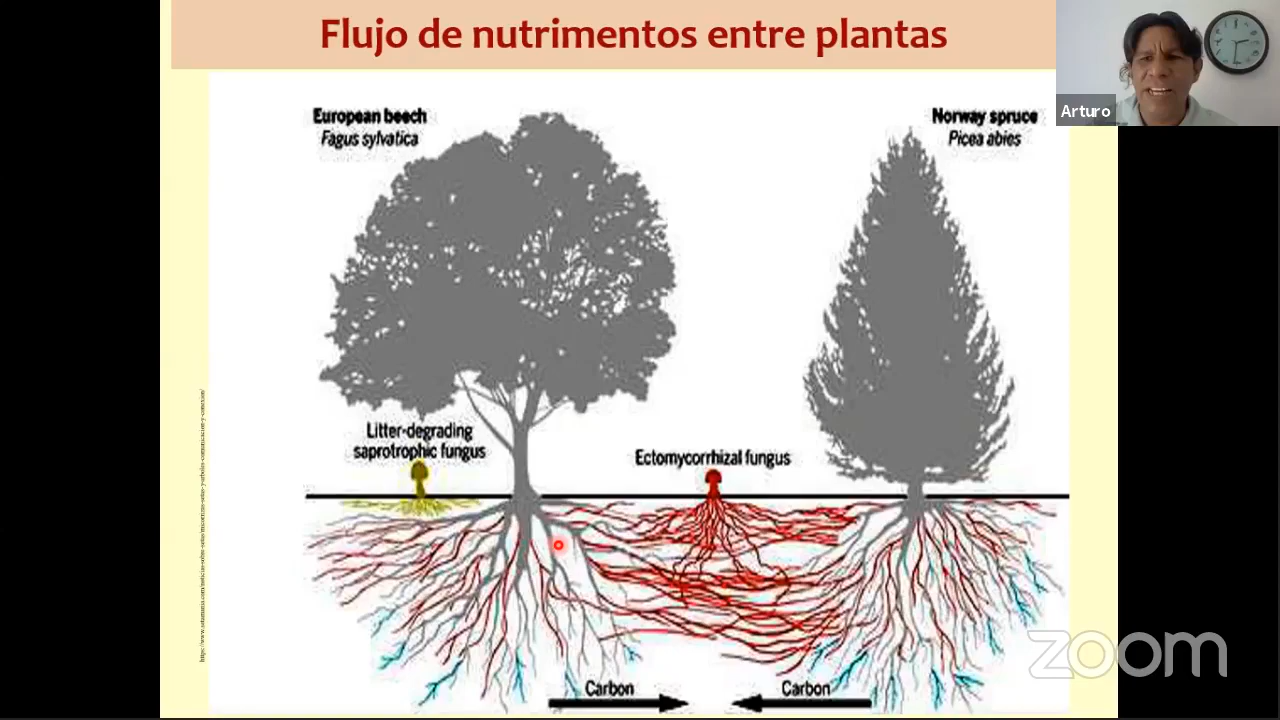 Flujo de nutrimentos entre plantas
Arturo
European beech
Fagus sylvatica
Norway spruce
Picea abies
Litter-degrading
saprotrophic fungus
Ectomycorrhizal fungus
Carbon
Carbon
zoom